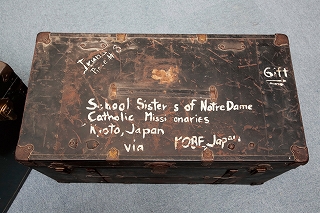 Gift
School Sisters of Notre Dame
Catholic Missionaries
Kyoto, Japan
via KOBE, Japan